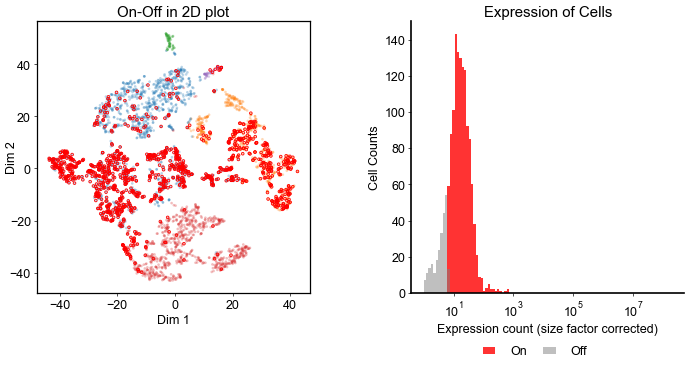 On-Off in 2D plot
Dim 2
40
20
0
−20
−40
−40 −20 0 20 40
Dim 1
Expression of Cells
Cell Counts
140
120
100
80
60
40
20
0
10^1 10^3 10^5 10^7
Expression count (size factor corrected)
On Off